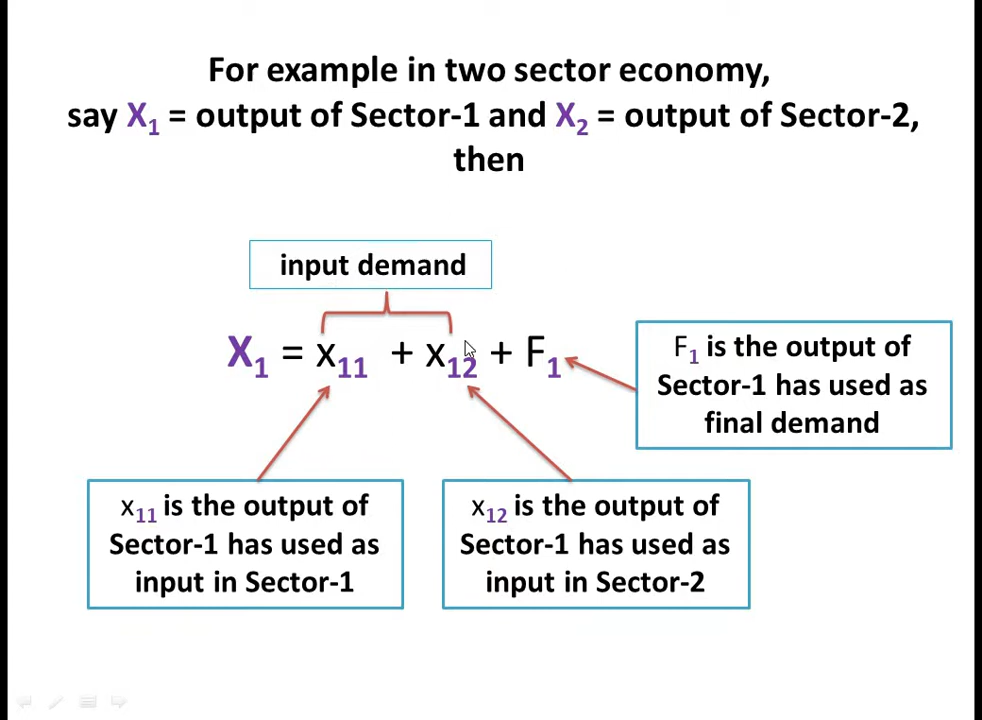 For example in two sector economy,
say X₁ = output of Sector-1 and X₂ = output of Sector-2,
then
input demand
X₁ = x₁₁ + x₁₂ + F₁
F₁ is the output of
Sector-1 has used as
final demand
x₁₁ is the output of
Sector-1 has used as
input in Sector-1
x₁₂ is the output of
Sector-1 has used as
input in Sector-2